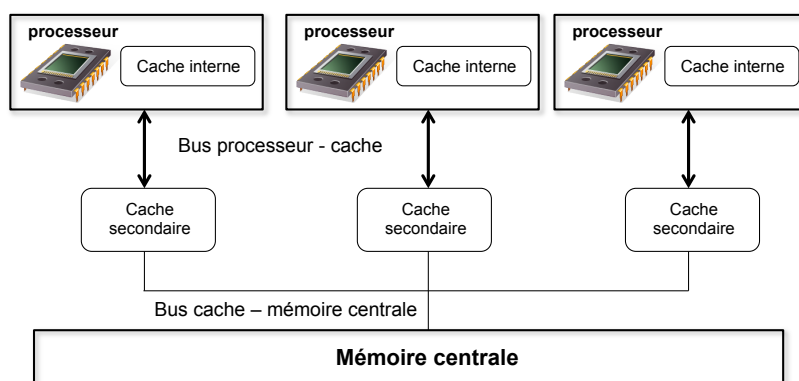 processeur
processeur
processeur
Cache interne
Cache interne
Cache interne
Bus processeur - cache
Cache
secondaire
Cache
secondaire
Cache
secondaire
Bus cache – mémoire centrale
Mémoire centrale